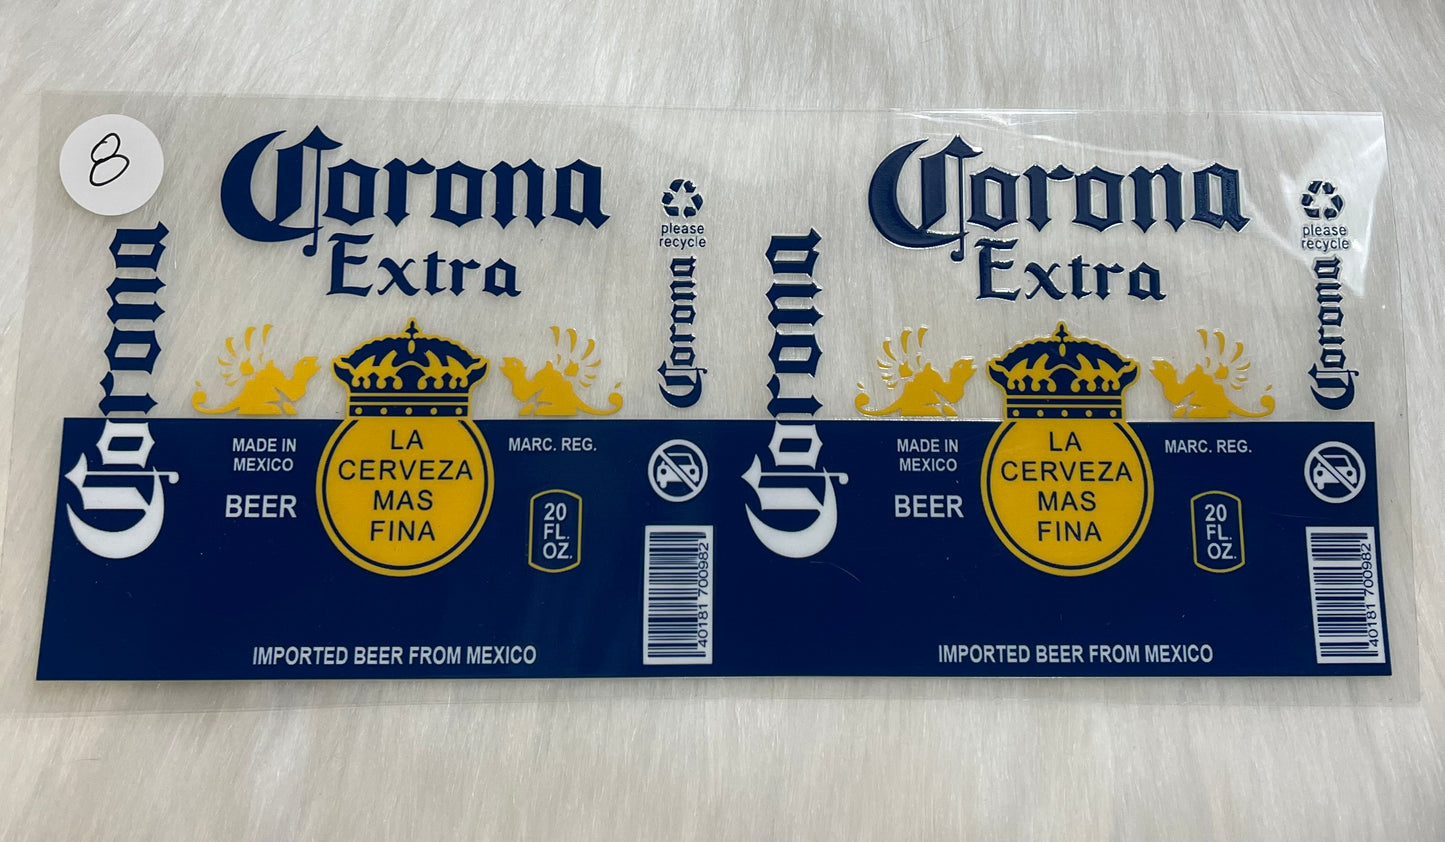 8
Corona
Extra
Corona
please
recycle
Corona
LA
CERVEZA
MAS
FINA
MADE IN
MEXICO
BEER
MARC. REG.
20
FL.
OZ.
40181 700982
IMPORTED BEER FROM MEXICO
Corona
Extra
Corona
please
recycle
Corona
LA
CERVEZA
MAS
FINA
MADE IN
MEXICO
BEER
MARC. REG.
20
FL.
OZ.
40181 700982
IMPORTED BEER FROM MEXICO